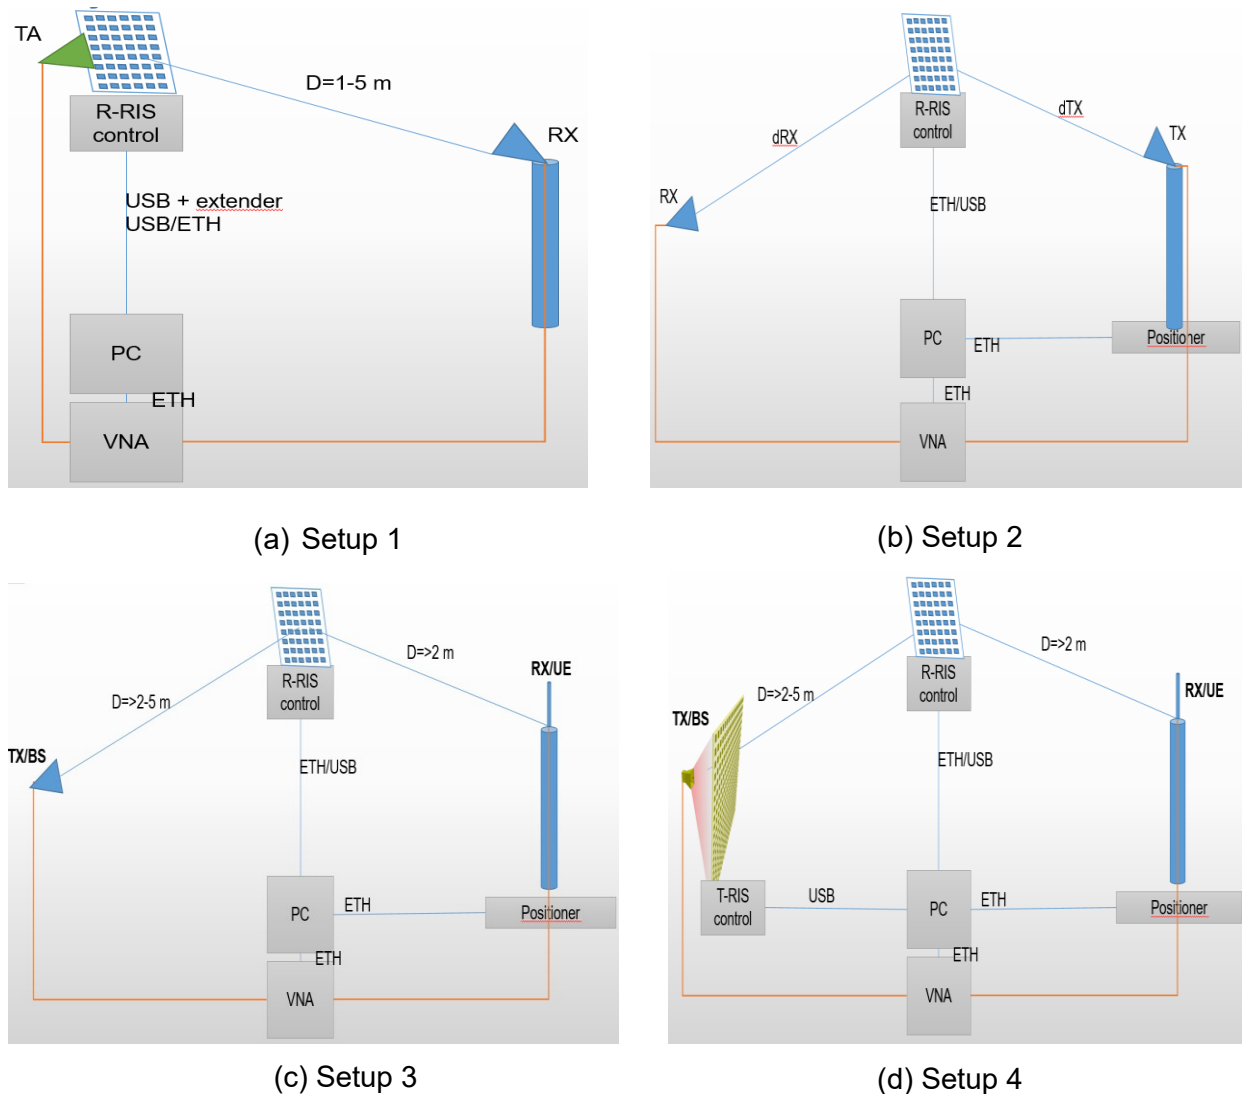 TA
D=1-5 m
R-RIS
control
RX
USB + extender
USB/ETH
PC
ETH
VNA
(a) Setup 1
R-RIS
control
dTX
TX
dRX
RX
ETH/USB
PC
ETH
Positioner
ETH
VNA
(b) Setup 2
D=>2 m
RX/UE
R-RIS
control
D=>2-5 m
TX/BS
ETH/USB
PC
ETH
Positioner
ETH
VNA
(c) Setup 3
D=>2 m
R-RIS
control
RX/UE
D=>2-5 m
TX/BS
ETH/USB
T-RIS
control
USB
PC
ETH
Positioner
ETH
VNA
(d) Setup 4